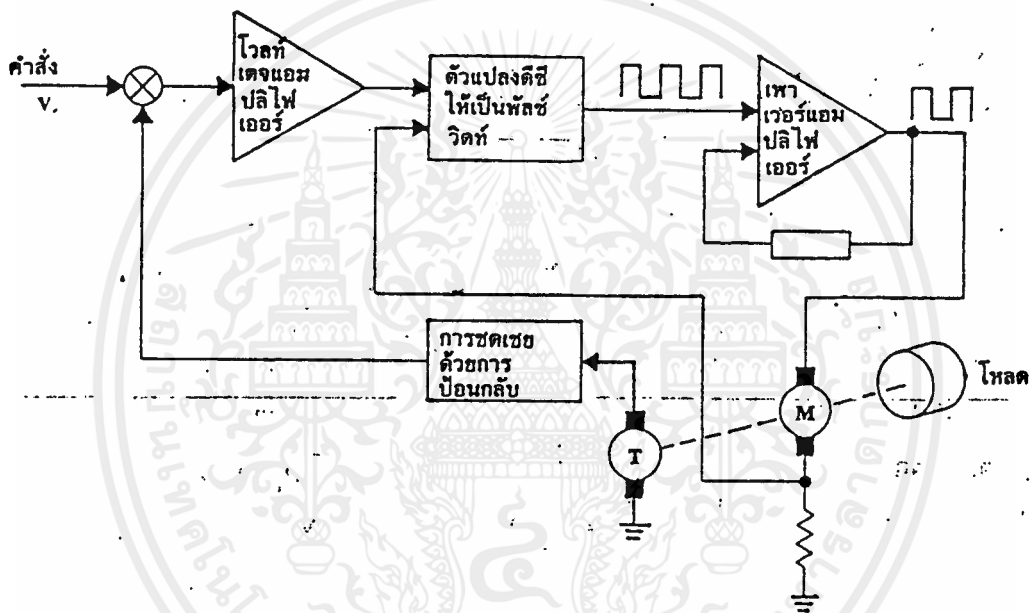 คำสั่ง
V.
โวลท์
เตจแอม
ปลิไฟ
เออร์
ตัวแปลงดีซี
ให้เป็นพัลซ์
วิดท์
เพา
เวอร์แอม
ปลิไฟ
เออร์
การชดเชย
ด้วยการ
ป้อนกลับ
T
M
โหลด